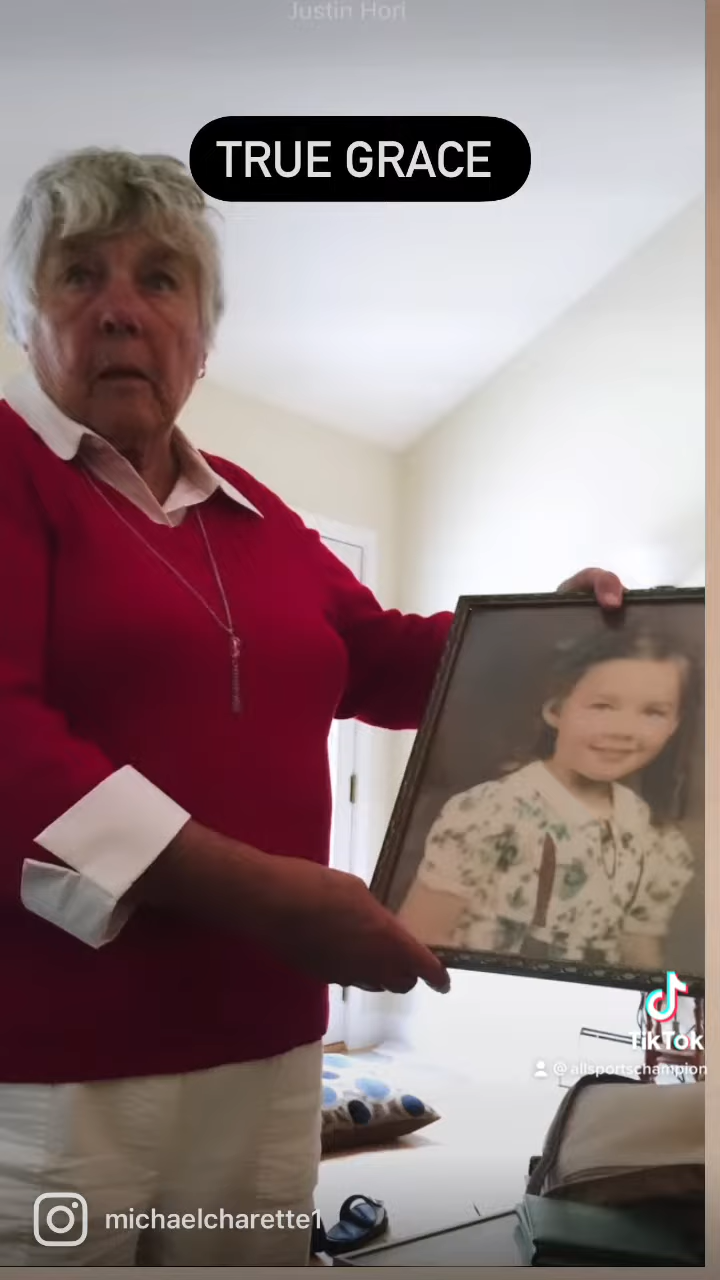 Justin Hori
TRUE GRACE
TikTok
@allsportschampion
michaelcharette1